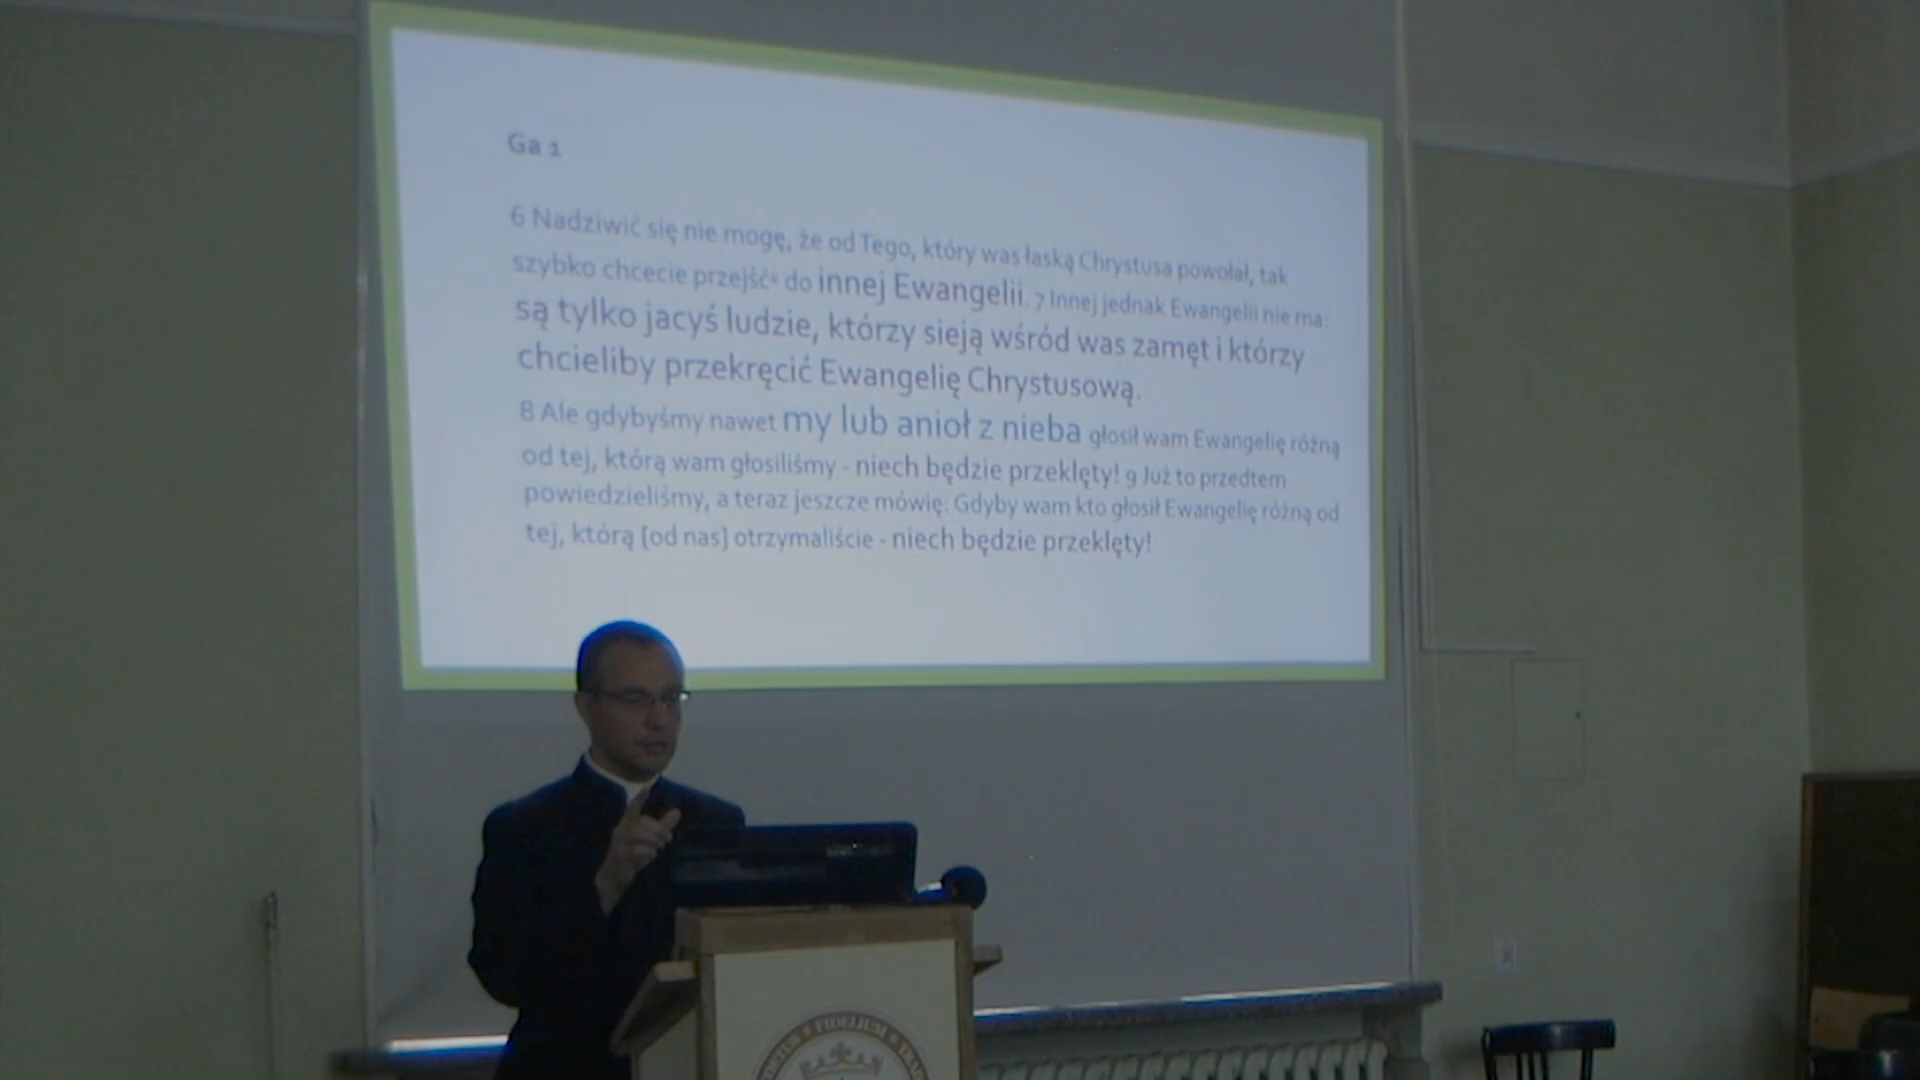 Ga 1
6 Nadziwić się nie mogę, że od Tego, który was łaską Chrystusa powołał, tak
szybko chcecie przejść⁴ do innej Ewangelii. 7 Innej jednak Ewangelii nie ma:
są tylko jacyś ludzie, którzy sieją wśród was zamęt i którzy
chcieliby przekręcić Ewangelię Chrystusową.
8 Ale gdybyśmy nawet my lub anioł z nieba głosił wam Ewangelię różną
od tej, którą wam głosiliśmy - niech będzie przeklęty! 9 Już to przedtem
powiedzieliśmy, a teraz jeszcze mówię: Gdyby wam kto głosił Ewangelię różną od
tej, którą [od nas] otrzymaliście - niech będzie przeklęty!
FIDELIUM